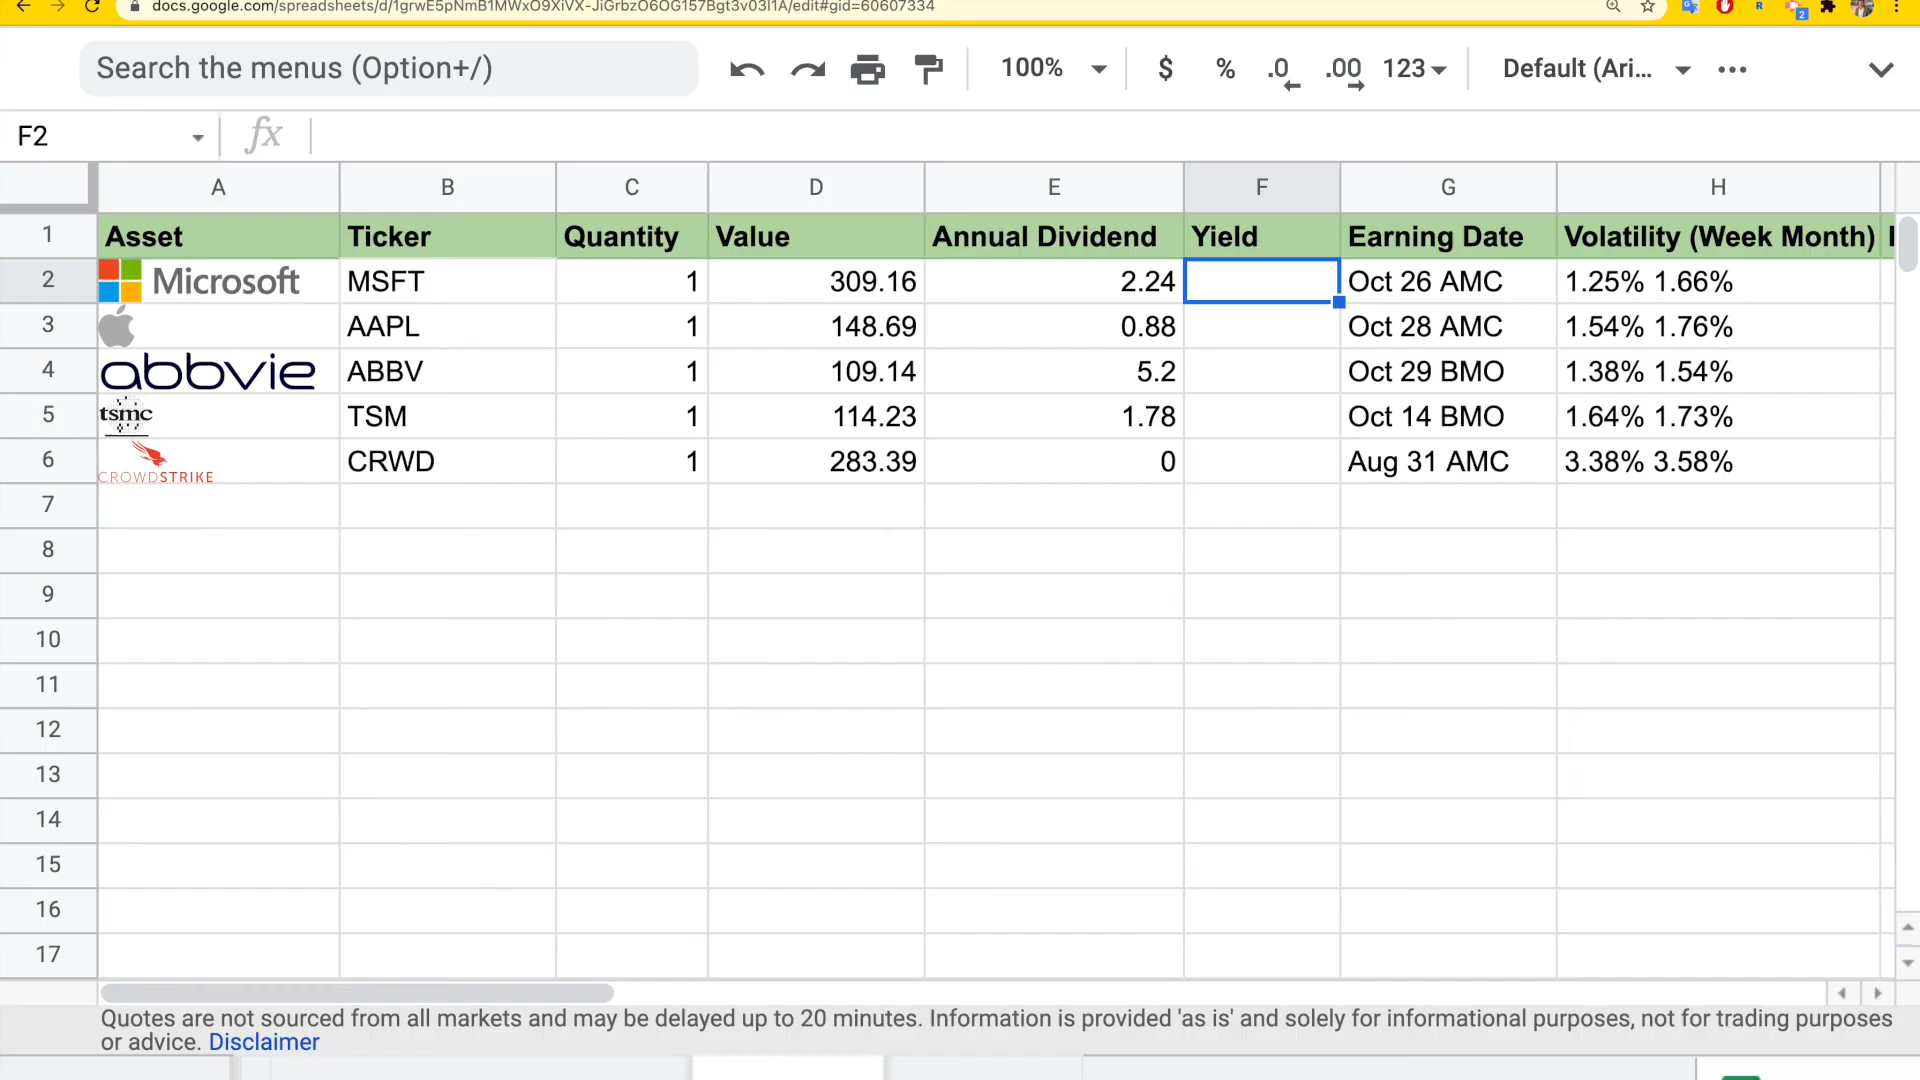 docs.google.com/spreadsheets/d/1grwE5pNmB1MWxO9XiVX-JiGrbzO6OG157Bgt3v03I1A/edit#gid=60607334
2
Search the menus (Option+/)
100%
$ % .0 .00 123
Default (Ari...
F2
fx
A B C D E F G H
1 Asset Ticker Quantity Value Annual Dividend Yield Earning Date Volatility (Week Month)
2 Microsoft MSFT 1 309.16 2.24 Oct 26 AMC 1.25% 1.66%
3 AAPL 1 148.69 0.88 Oct 28 AMC 1.54% 1.76%
4 abbvie ABBV 1 109.14 5.2 Oct 29 BMO 1.38% 1.54%
5 tsmc TSM 1 114.23 1.78 Oct 14 BMO 1.64% 1.73%
6 CROWDSTRIKE CRWD 1 283.39 0 Aug 31 AMC 3.38% 3.58%
7
8
9
10
11
12
13
14
15
16
17
Quotes are not sourced from all markets and may be delayed up to 20 minutes. Information is provided 'as is' and solely for informational purposes, not for trading purposes
or advice. Disclaimer